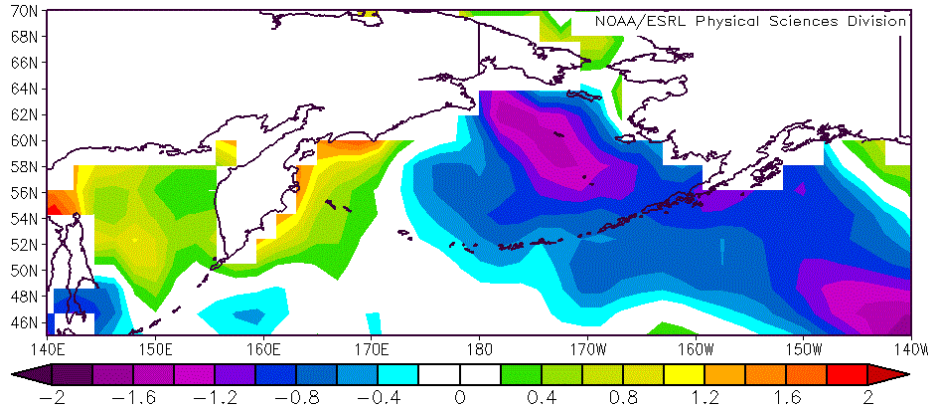 NOAA/ESRL Physical Sciences Division
70N
68N
66N
64N
62N
60N
58N
56N
54N
52N
50N
48N
46N
140E 150E 160E 170E 180 170W 160W 150W 140W
-2 -1.6 -1.2 -0.8 -0.4 0 0.4 0.8 1.2 1.6 2